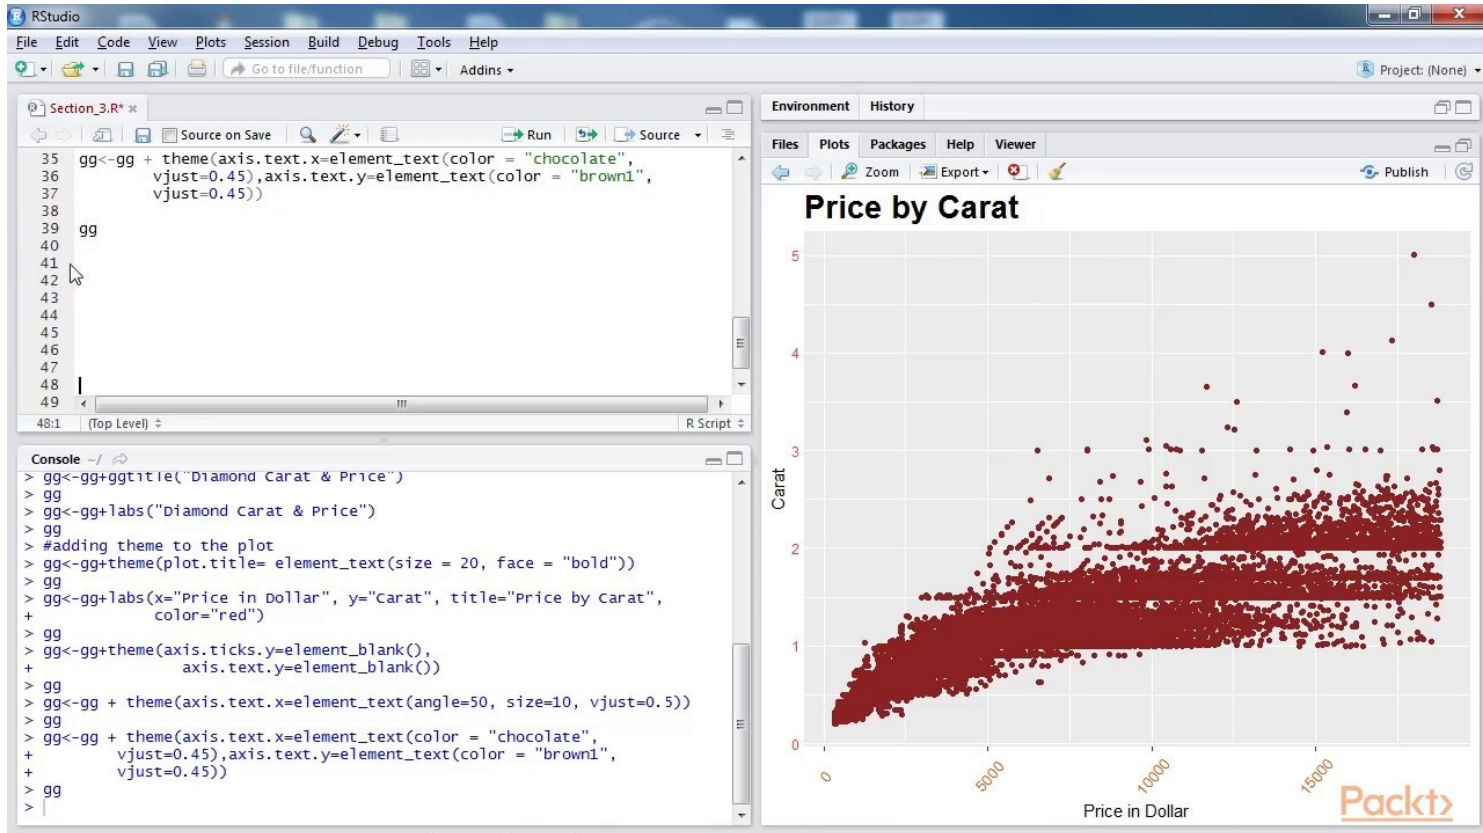 RStudio
File Edit Code View Plots Session Build Debug Tools Help
Go to file/function
Addins
Project: (None)
Section_3.R*
Source on Save
Run
Source
35 gg<-gg + theme(axis.text.x=element_text(color = "chocolate",
36 vjust=0.45),axis.text.y=element_text(color = "brown1",
37 vjust=0.45))
38
39 gg
40
41
42
43
44
45
46
47
48
49
48:1 (Top Level) R Script
Console ~/
> gg<-gg+ggtitle("Diamond Carat & Price")
> gg
> gg<-gg+labs("Diamond Carat & Price")
> gg
> #adding theme to the plot
> gg<-gg+theme(plot.title= element_text(size = 20, face = "bold"))
> gg
> gg<-gg+labs(x="Price in Dollar", y="Carat", title="Price by Carat",
+ color="red")
> gg
> gg<-gg+theme(axis.ticks.y=element_blank(),
+ axis.text.y=element_blank())
> gg
> gg<-gg + theme(axis.text.x=element_text(angle=50, size=10, vjust=0.5))
> gg
> gg<-gg + theme(axis.text.x=element_text(color = "chocolate",
+ vjust=0.45),axis.text.y=element_text(color = "brown1",
+ vjust=0.45))
> gg
>
Environment History
Files Plots Packages Help Viewer
Zoom Export Publish
Price by Carat
5
4
3
2
1
0
Carat
0 5000 10000 15000
Price in Dollar
Packt>